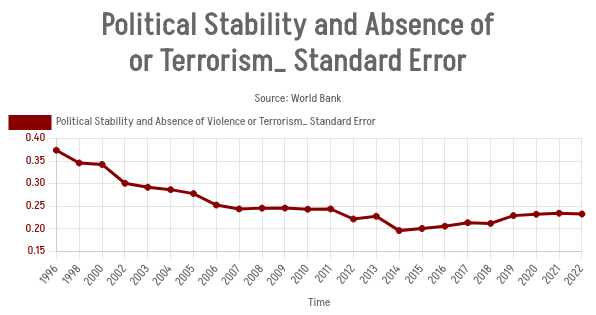 Political Stability and Absence of
or Terrorism_ Standard Error
Source: World Bank
Political Stability and Absence of Violence or Terrorism_ Standard Error
0.40
0.35
0.30
0.25
0.20
0.15
1996 1998 2000 2002 2003 2004 2005 2006 2007 2008 2009 2010 2011 2012 2013 2014 2015 2016 2017 2018 2019 2020 2021 2022
Time